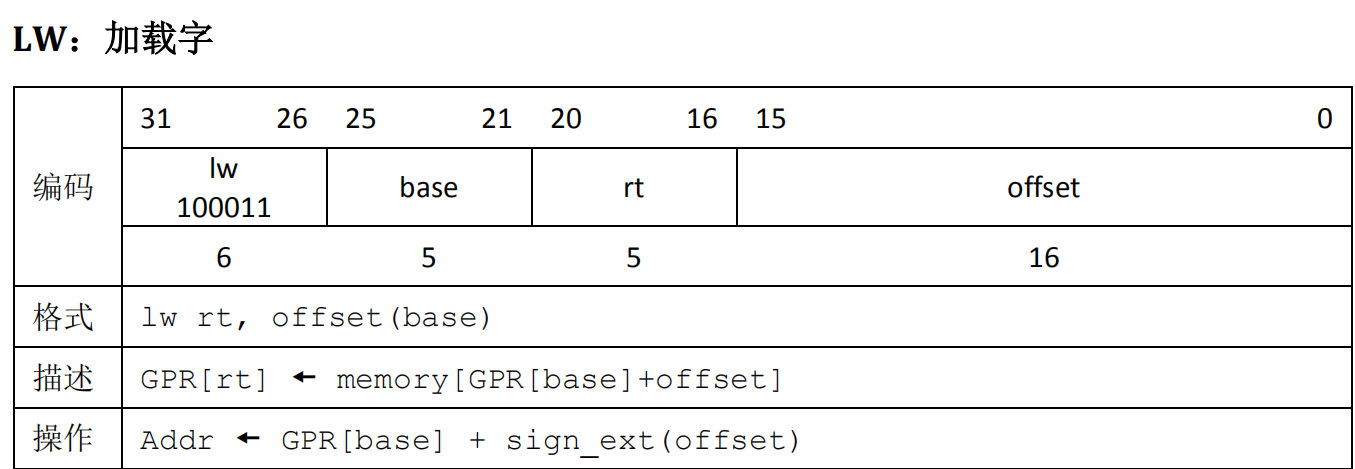 LW：加载字
编码
31 26 25 21 20 16 15 0
lw
100011
base rt offset
6 5 5 16
格式 lw rt, offset(base)
描述 GPR[rt] ← memory[GPR[base]+offset]
操作 Addr ← GPR[base] + sign_ext(offset)